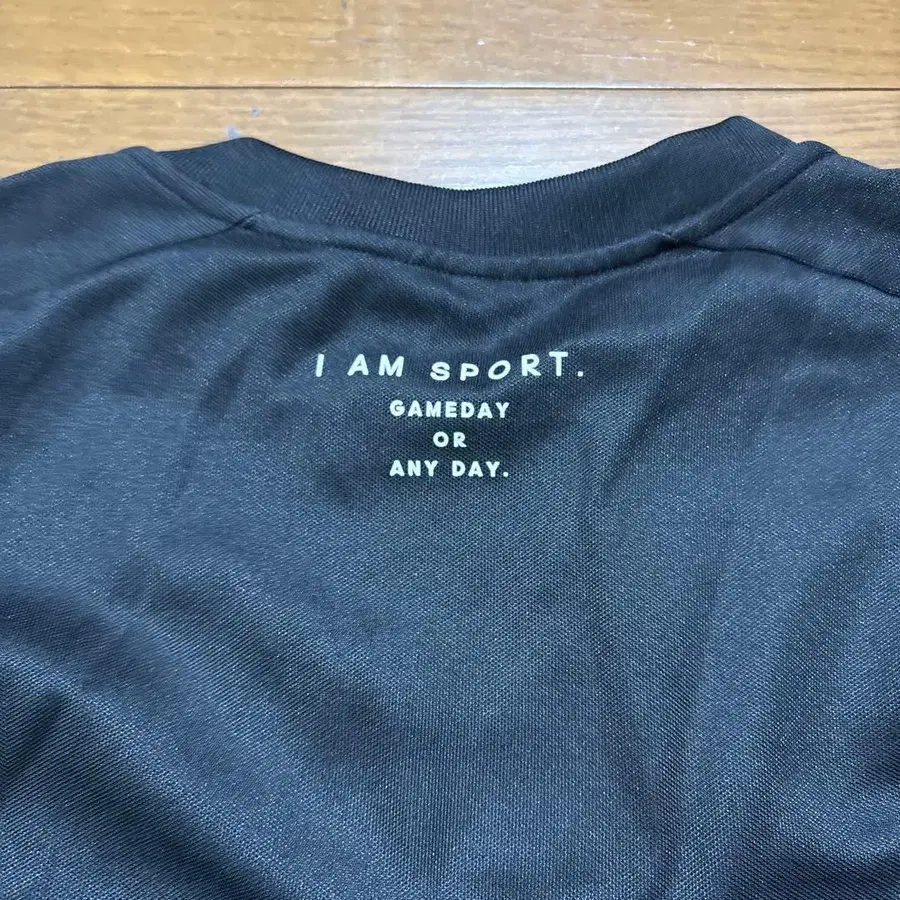 I AM SPORT.
GAMEDAY
OR
ANY DAY.